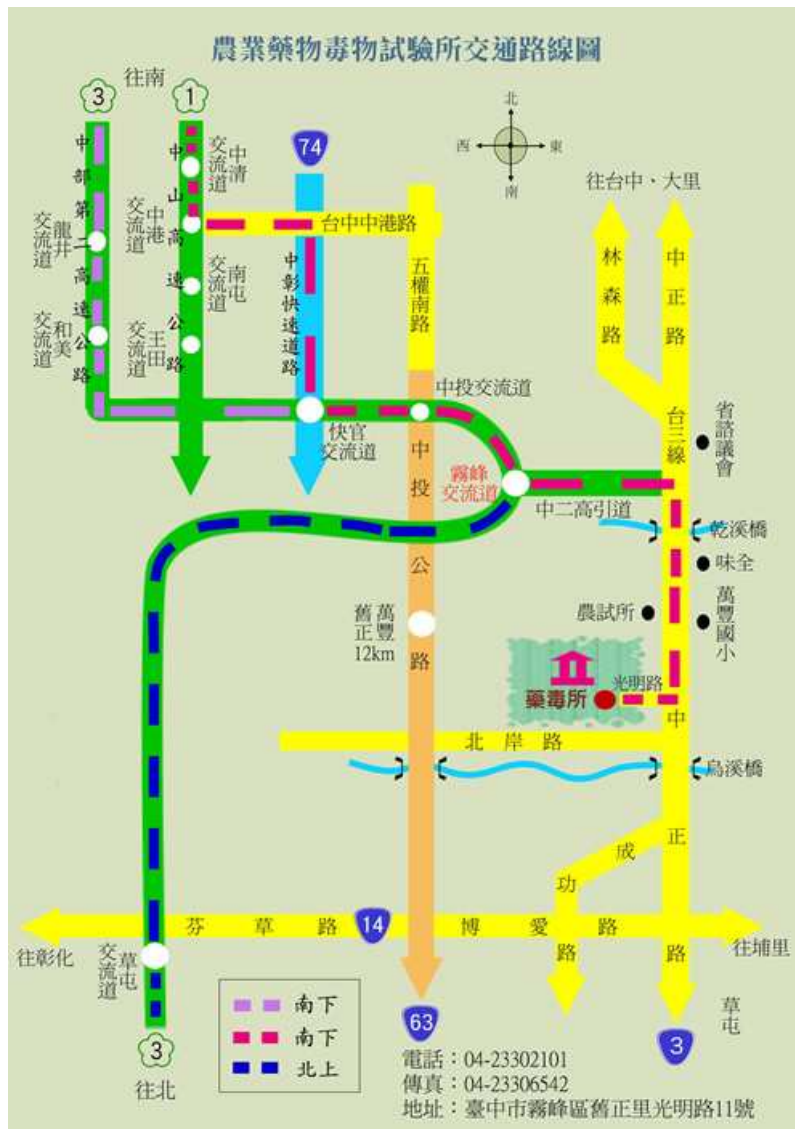 農業藥物毒物試驗所交通路線圖
往南
3
1
74
北
西
東
南
往台中、大里
中部第二高速公路
中山高速公路
中清
交流道
中港
交流道
龍井
交流道
南屯
交流道
和美
交流道
王田
交流道
台中中港路
中彰快速道路
五權南路
林森路
中正路
中投交流道
快官
交流道
台三線
省諮議會
霧峰
交流道
中投公路
中二高引道
乾溪橋
味全
萬豐國小
農試所
萬豐
舊正
12km
光明路
藥毒所
北岸路
烏溪橋
中正路
成功路
芬草路
14
博愛路
往彰化
往埔里
草屯
交流道
草屯
南下
南下
北上
3
往北
63
3
電話：04-23302101
傳真：04-23306542
地址：臺中市霧峰區舊正里光明路11號